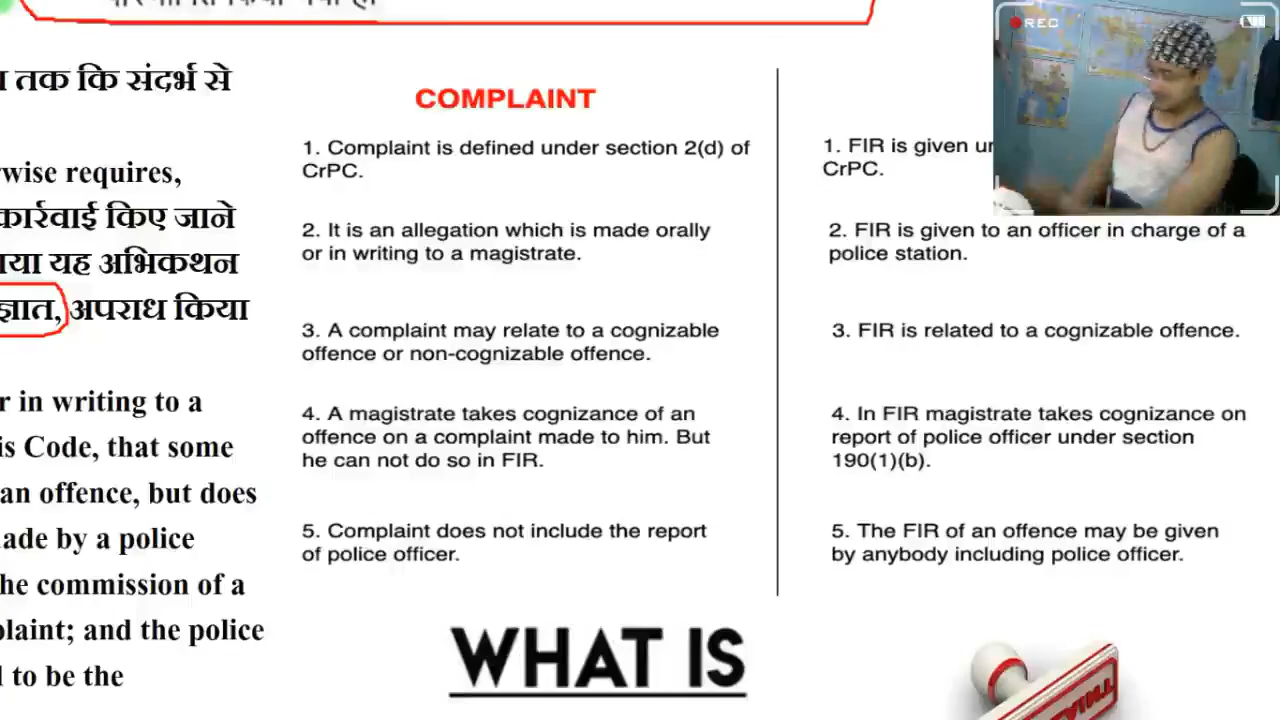 REC
तक कि संदर्भ से
wise requires,
कार्रवाई किए जाने
यह अभिकथन
अपराध किया
r in writing to a
is Code, that some
an offence, but does
ade by a police
he commission of a
plaint; and the police
to be the
COMPLAINT
1. Complaint is defined under section 2(d) of
CrPC.
2. It is an allegation which is made orally
or in writing to a magistrate.
3. A complaint may relate to a cognizable
offence or non-cognizable offence.
4. A magistrate takes cognizance of an
offence on a complaint made to him. But
he can not do so in FIR.
5. Complaint does not include the report
of police officer.
1. FIR is given
CrPC.
2. FIR is given to an officer in charge of a
police station.
3. FIR is related to a cognizable offence.
4. In FIR magistrate takes cognizance on
report of police officer under section
190(1)(b).
5. The FIR of an offence may be given
by anybody including police officer.
WHAT IS